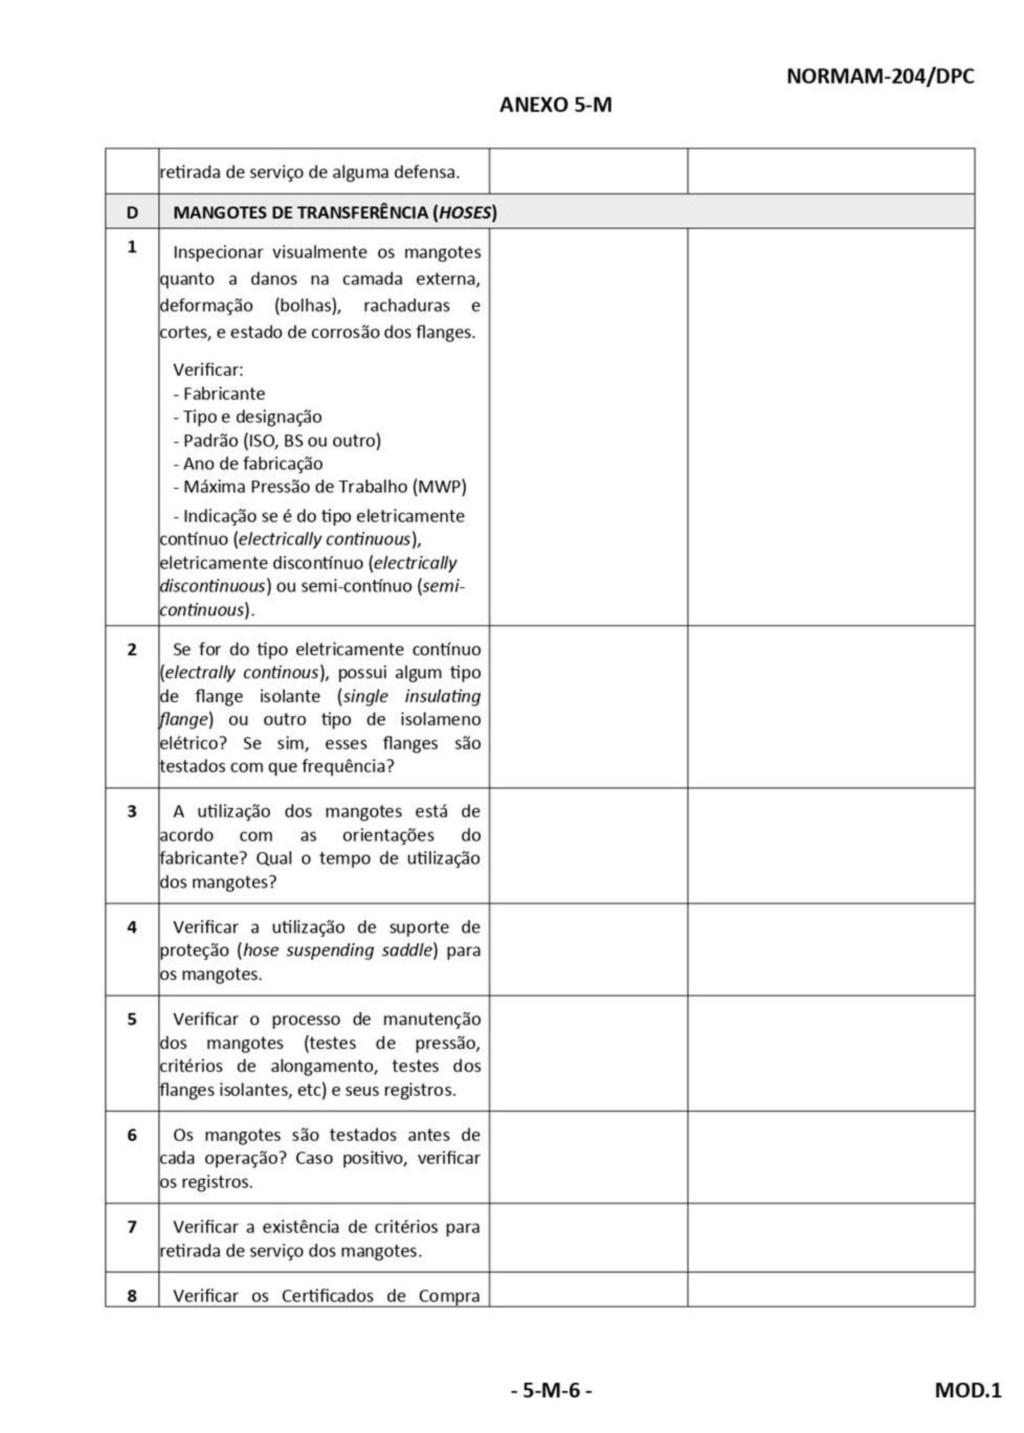 NORMAM-204/DPC
ANEXO 5-M
retirada de serviço de alguma defensa.
D MANGOTES DE TRANSFERÊNCIA (HOSES)
1 Inspecionar visualmente os mangotes
quanto a danos na camada externa,
deformação (bolhas), rachaduras e
cortes, e estado de corrosão dos flanges.
Verificar:
- Fabricante
- Tipo e designação
- Padrão (ISO, BS ou outro)
- Ano de fabricação
- Máxima Pressão de Trabalho (MWP)
- Indicação se é do tipo eletricamente
contínuo (electrically continuous),
eletricamente discontínuo (electrically
discontinuous) ou semi-contínuo (semi-
continuous).
2 Se for do tipo eletricamente contínuo
(electrally continous), possui algum tipo
de flange isolante (single insulating
flange) ou outro tipo de isolameno
elétrico? Se sim, esses flanges são
testados com que frequência?
3 A utilização dos mangotes está de
acordo com as orientações do
fabricante? Qual o tempo de utilização
dos mangotes?
4 Verificar a utilização de suporte de
proteção (hose suspending saddle) para
os mangotes.
5 Verificar o processo de manutenção
dos mangotes (testes de pressão,
critérios de alongamento, testes dos
flanges isolantes, etc) e seus registros.
6 Os mangotes são testados antes de
cada operação? Caso positivo, verificar
os registros.
7 Verificar a existência de critérios para
retirada de serviço dos mangotes.
8 Verificar os Certificados de Compra
- 5-M-6 -
MOD.1